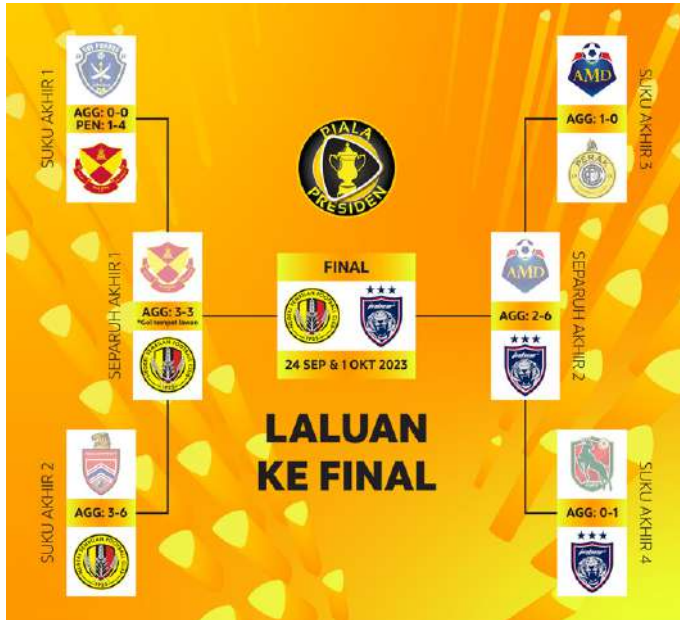 SUKU AKHIR 1
AGG: 0-0
PEN: 1-4
PIALA
PRESIDEN
SUKU AKHIR 3
AMD
AGG: 1-0
PERAK
SEPARUH AKHIR 1
AGG: 3-3
*Gol tempat lawan
FINAL
24 SEP & 1 OKT 2023
SEPARUH AKHIR 2
AMD
AGG: 2-6
LALUAN
KE FINAL
SUKU AKHIR 2
AGG: 3-6
SUKU AKHIR 4
AGG: 0-1